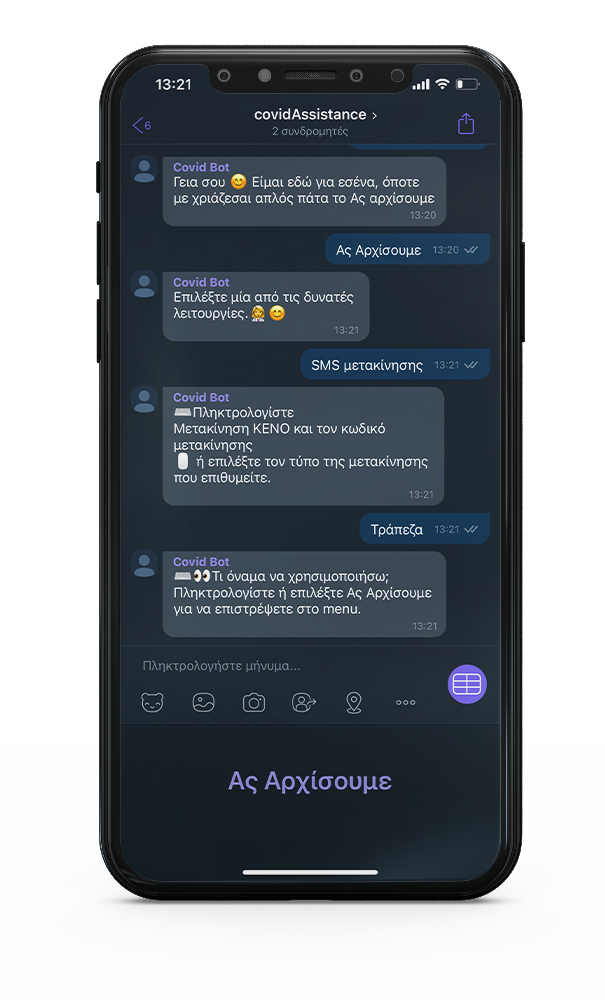 13:21
6
covidAssistance >
2 συνδρομητές
Covid Bot
Γεια σου 😊 Είμαι εδώ για εσένα, όποτε
με χριάζεσαι απλός πάτα το Ας αρχίσουμε
13:20
Ας Αρχίσουμε 13:20
Covid Bot
Επιλέξτε μία από τις δυνατές
λειτουργίες. 👩‍⚕️😊
13:21
SMS μετακίνησης 13:21
Covid Bot
⌨️Πληκτρολογίστε
Μετακίνηση ΚΕΝΟ και τον κωδικό
μετακίνησης
ή επιλέξτε τον τύπο της μετακίνησης
που επιθυμείτε.
13:21
Τράπεζα 13:21
Covid Bot
⌨️👀Τι όναμα να χρησιμοποιήσω;
Πληκτρολογίστε ή επιλέξτε Ας Αρχίσουμε
για να επιστρέψετε στο menu.
13:21
Πληκτρολογήστε μήνυμα...
Ας Αρχίσουμε